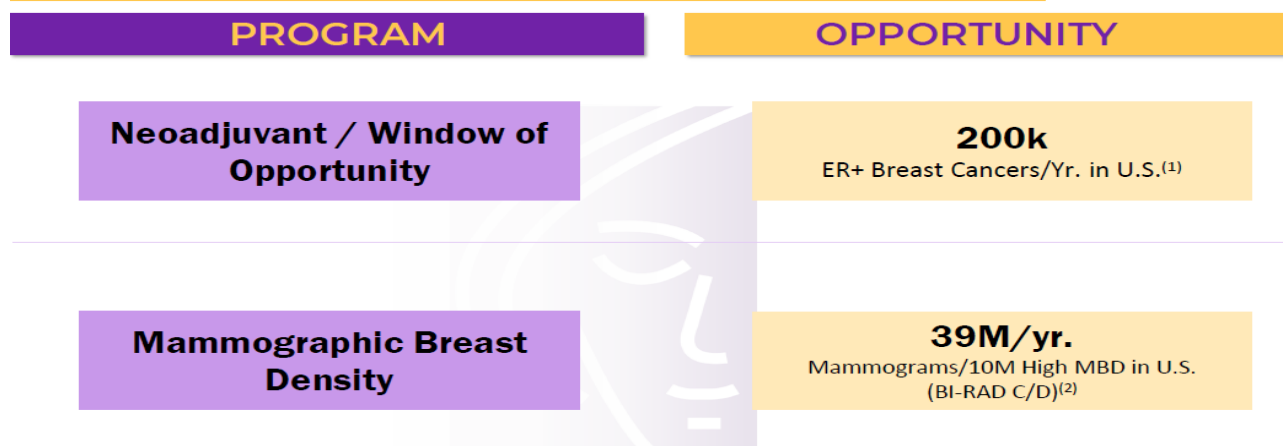 PROGRAM
OPPORTUNITY
Neoadjuvant / Window of
Opportunity
200k
ER+ Breast Cancers/Yr. in U.S.(1)
Mammographic Breast
Density
39M/yr.
Mammograms/10M High MBD in U.S.
(BI-RAD C/D)(2)